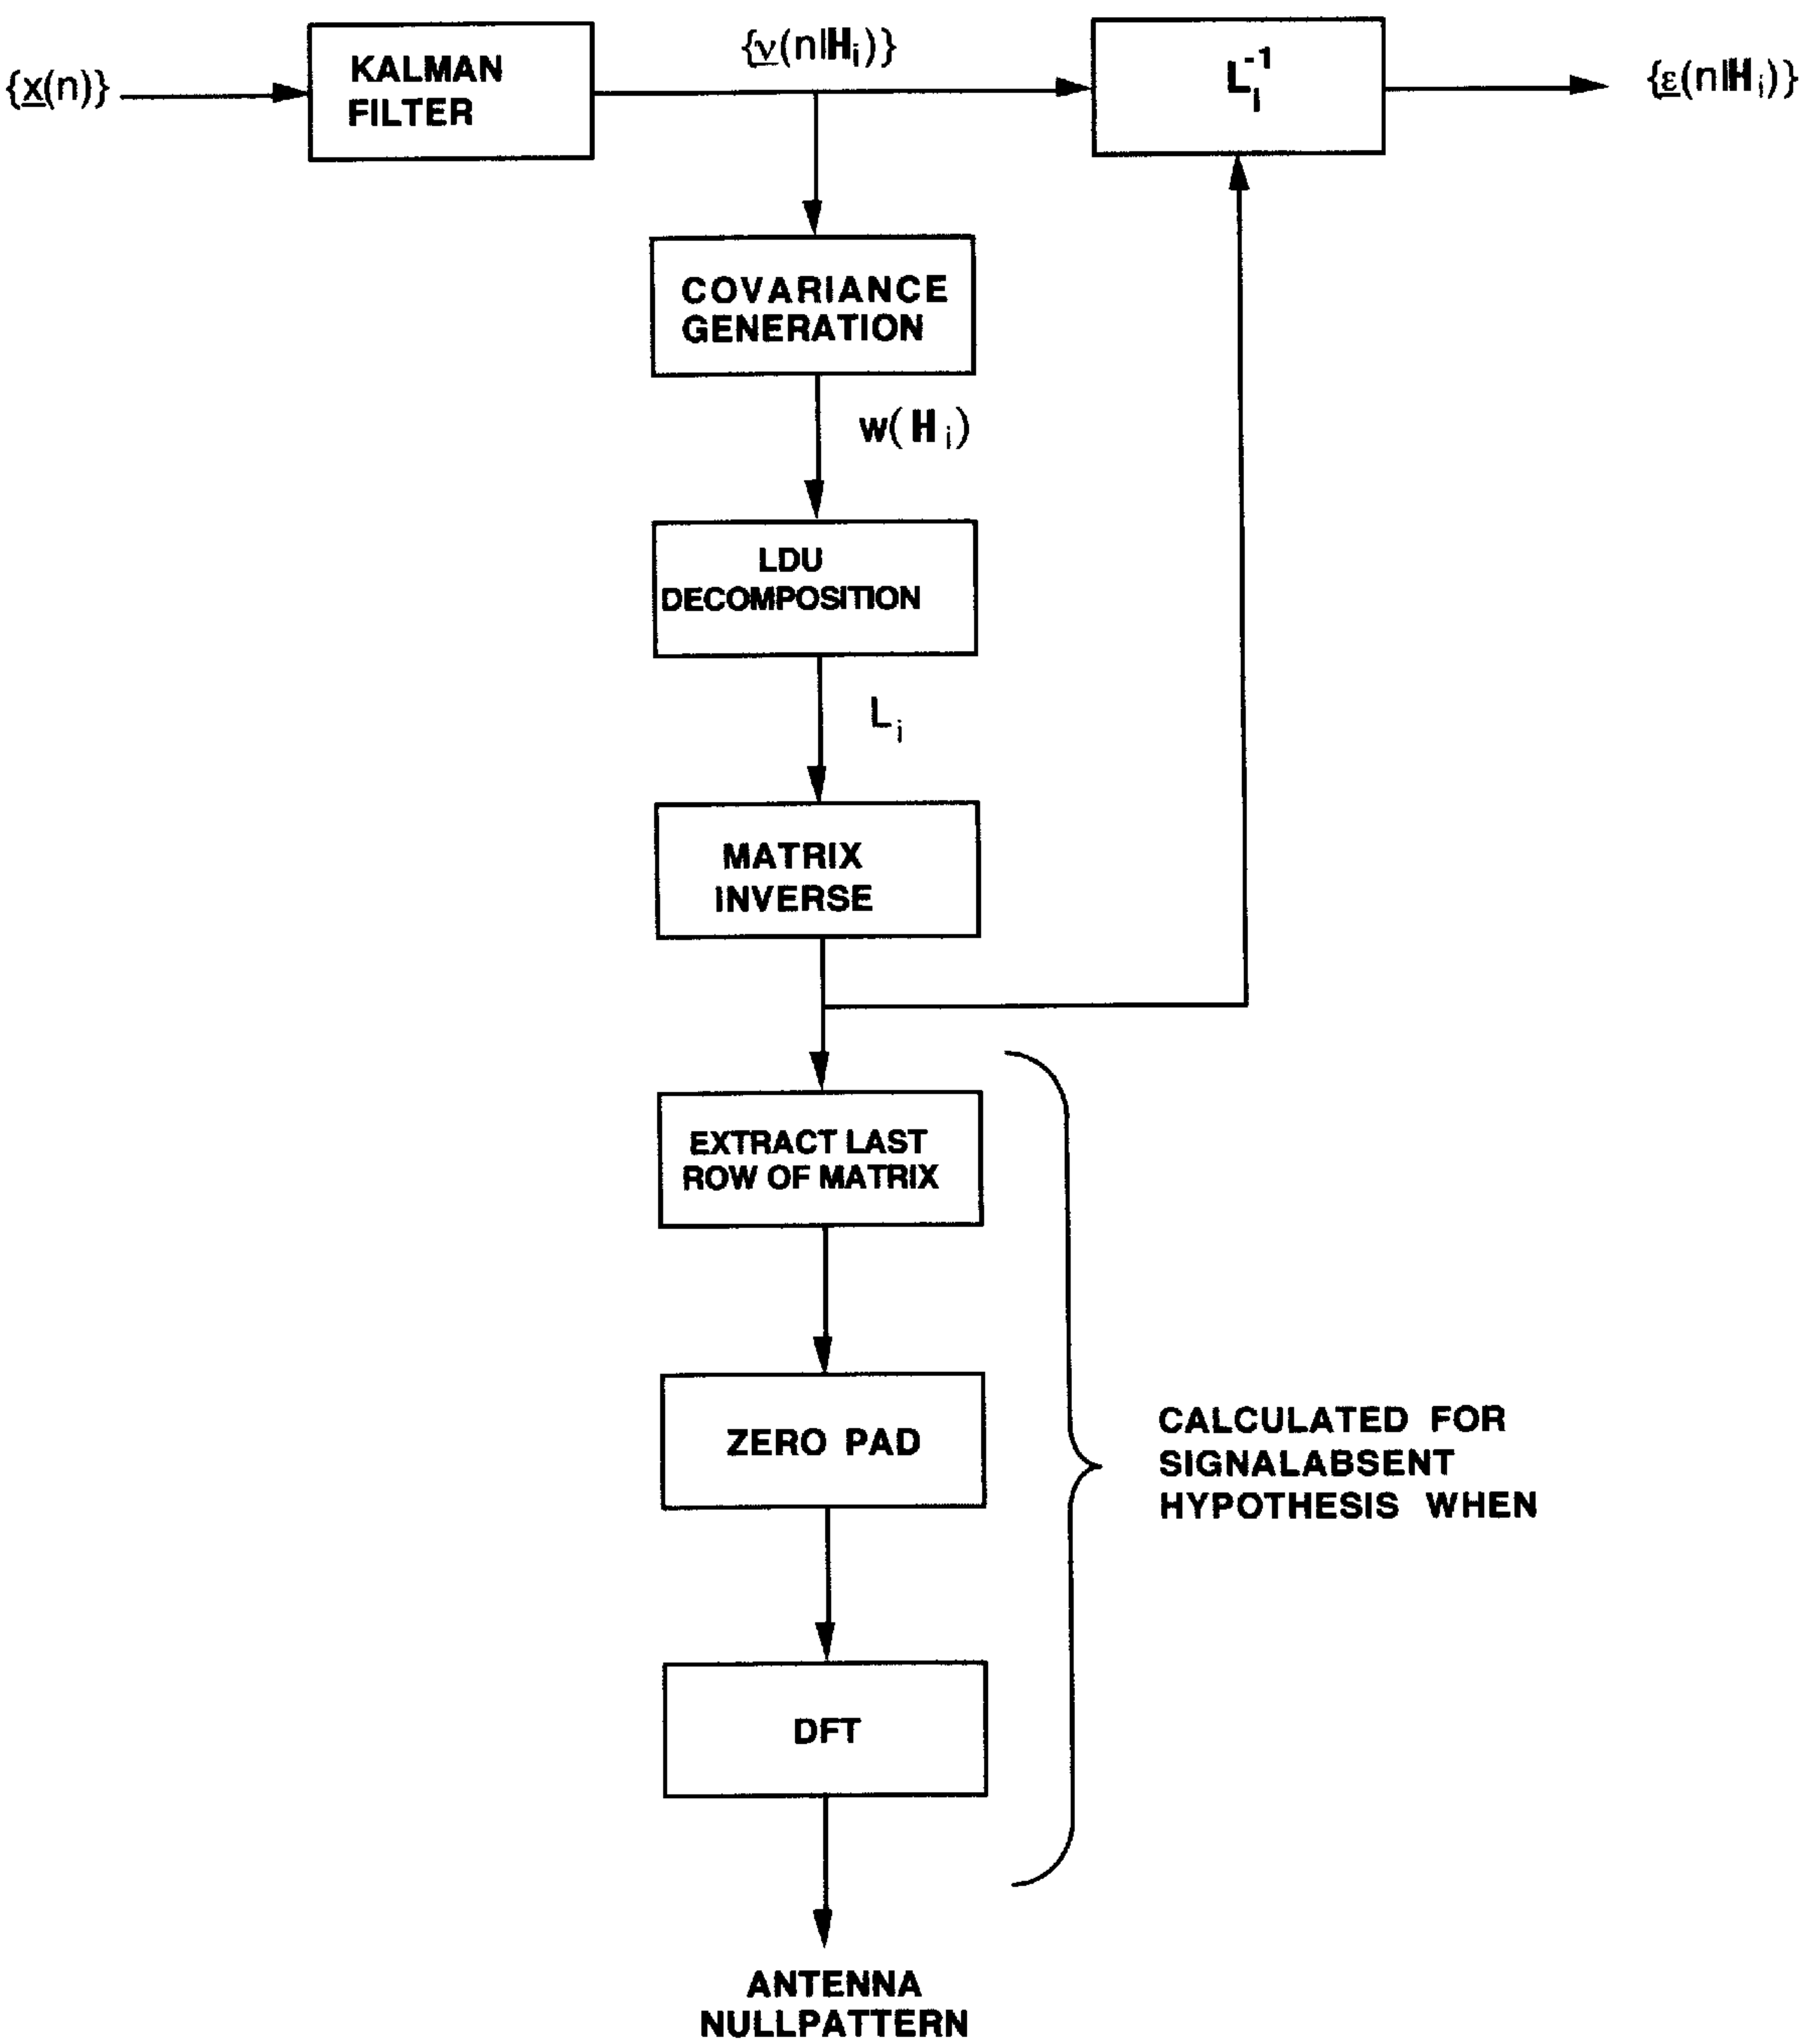 {x(n)}
KALMAN
FILTER
{ν(n|Hᵢ)}
Lᵢ⁻¹
{ε(n|Hᵢ)}
COVARIANCE
GENERATION
w(Hᵢ)
LDU
DECOMPOSITION
Lᵢ
MATRIX
INVERSE
EXTRACT LAST
ROW OF MATRIX
ZERO PAD
CALCULATED FOR
SIGNALABSENT
HYPOTHESIS WHEN
DFT
ANTENNA
NULLPATTERN